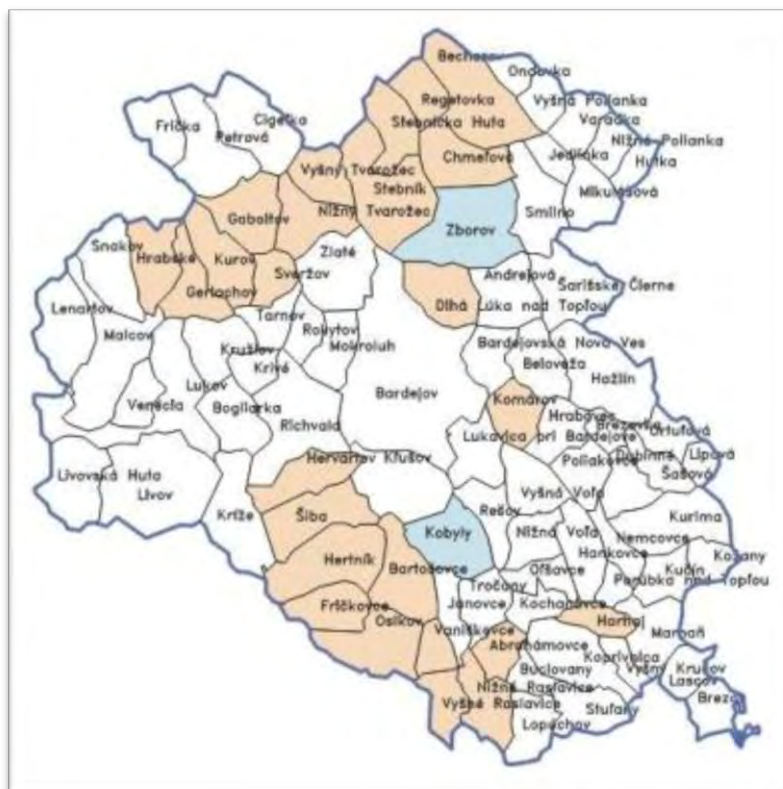 Becherov
Ondavka
Regetovka
Vyšná Polianka
Varadka
Stebnícka Huta
Nižná Polianka
Cigeľka
Frička
Petrová
Chmeľová
Jedlinka
Hutka
Vyšný Tvarožec
Stebník
Mikulášová
Gaboltov
Nižný Tvarožec
Smilno
Zborov
Snakov
Hrabské
Kurov
Zlaté
Sveržov
Andrejová
Šarišské Čierne
Gerlachov
Lenartov
Dlhá Lúka nad Topľou
Tarnov
Rokytov
Malcov
Kružlov
Mokroluh
Bardejovská Nova Ves
Krivé
Beloveža
Lukov
Hažlín
Bardejov
Venécia
Bogliarka
Komárov
Hrabovec
Richvald
Brezovka
Ortuťová
Lukavica pri Bardejove
Dubinné
Lipová
Hervartov
Kľušov
Poliakovce
Šašová
Livovská Huta
Livov
Vyšná Voľa
Kríže
Šiba
Rešov
Kurima
Kobyly
Nižná Voľa
Nemcovce
Hertník
Hankovce
Kožany
Bartošovce
Oľšavce
Kučín
Porúbka nad Topľou
Tročany
Fričkovce
Janovce
Kochanovce
Osikov
Harhaj
Vaniškovce
Marhaň
Abrahámovce
Koprivnica
Buclovany
Vyšný Kručov
Lascov
Nižné Raslavice
Vyšné Raslavice
Stuľany
Lopúchov